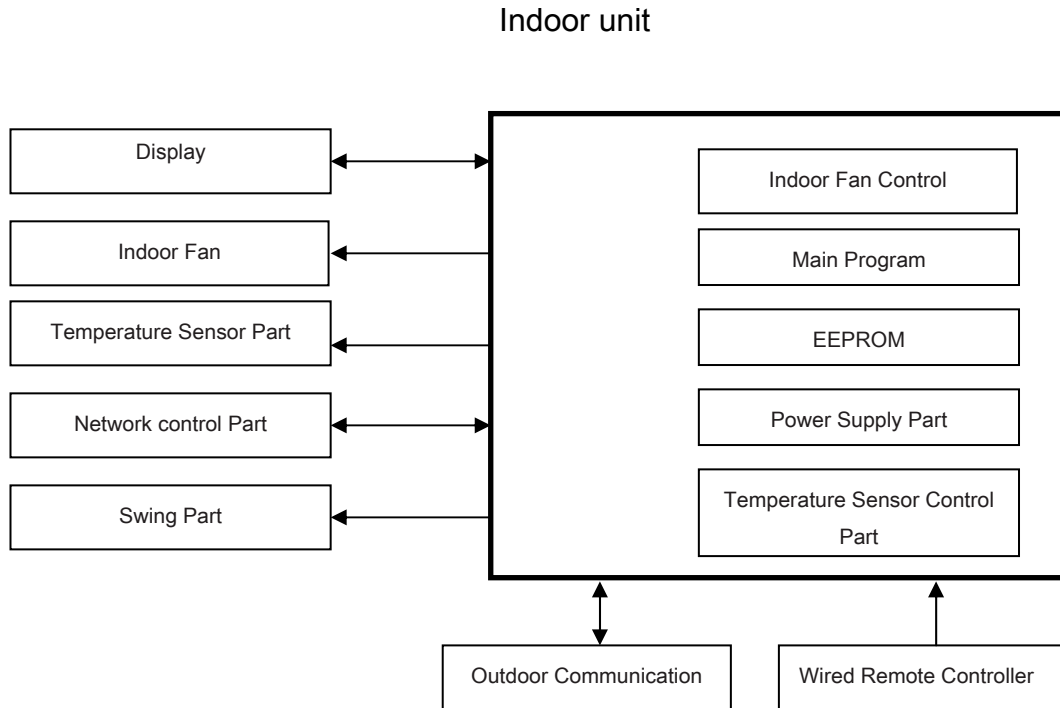 Indoor unit
Display
Indoor Fan
Temperature Sensor Part
Network control Part
Swing Part
Indoor Fan Control
Main Program
EEPROM
Power Supply Part
Temperature Sensor Control
Part
Outdoor Communication
Wired Remote Controller